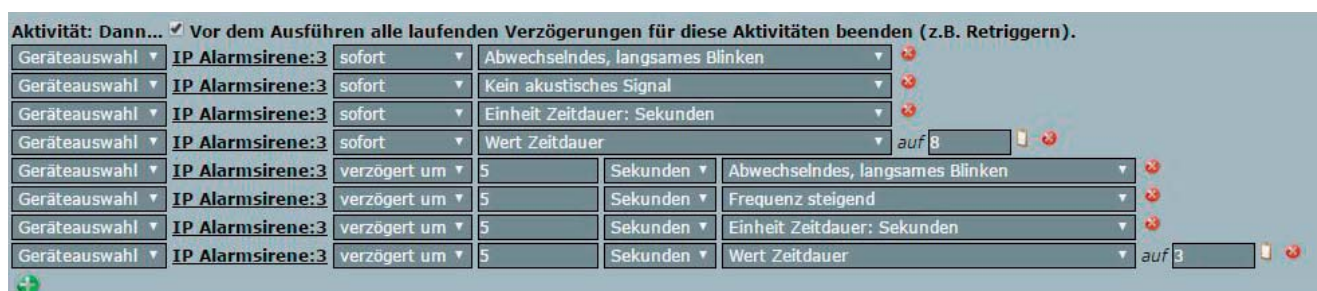 Aktivität: Dann... Vor dem Ausführen alle laufenden Verzögerungen für diese Aktivitäten beenden (z.B. Retriggern).
Geräteauswahl IP Alarmsirene:3 sofort Abwechselndes, langsames Blinken
Geräteauswahl IP Alarmsirene:3 sofort Kein akustisches Signal
Geräteauswahl IP Alarmsirene:3 sofort Einheit Zeitdauer: Sekunden
Geräteauswahl IP Alarmsirene:3 sofort Wert Zeitdauer auf 8
Geräteauswahl IP Alarmsirene:3 verzögert um 5 Sekunden Abwechselndes, langsames Blinken
Geräteauswahl IP Alarmsirene:3 verzögert um 5 Sekunden Frequenz steigend
Geräteauswahl IP Alarmsirene:3 verzögert um 5 Sekunden Einheit Zeitdauer: Sekunden
Geräteauswahl IP Alarmsirene:3 verzögert um 5 Sekunden Wert Zeitdauer auf 3